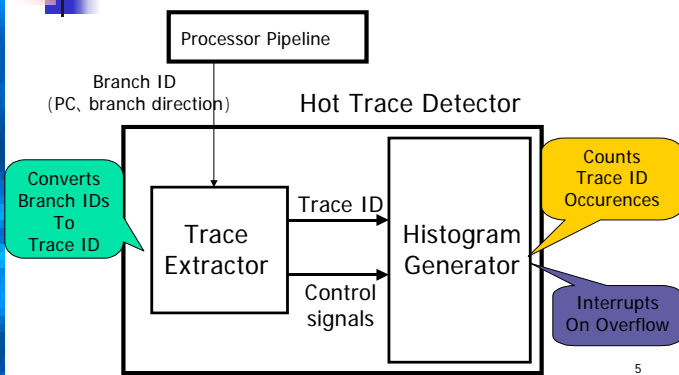 Processor Pipeline
Branch ID
(PC、branch direction)
Hot Trace Detector
Converts
Branch IDs
To
Trace ID
Trace
Extractor
Trace ID
Control
signals
Histogram
Generator
Counts
Trace ID
Occurences
Interrupts
On Overflow
5